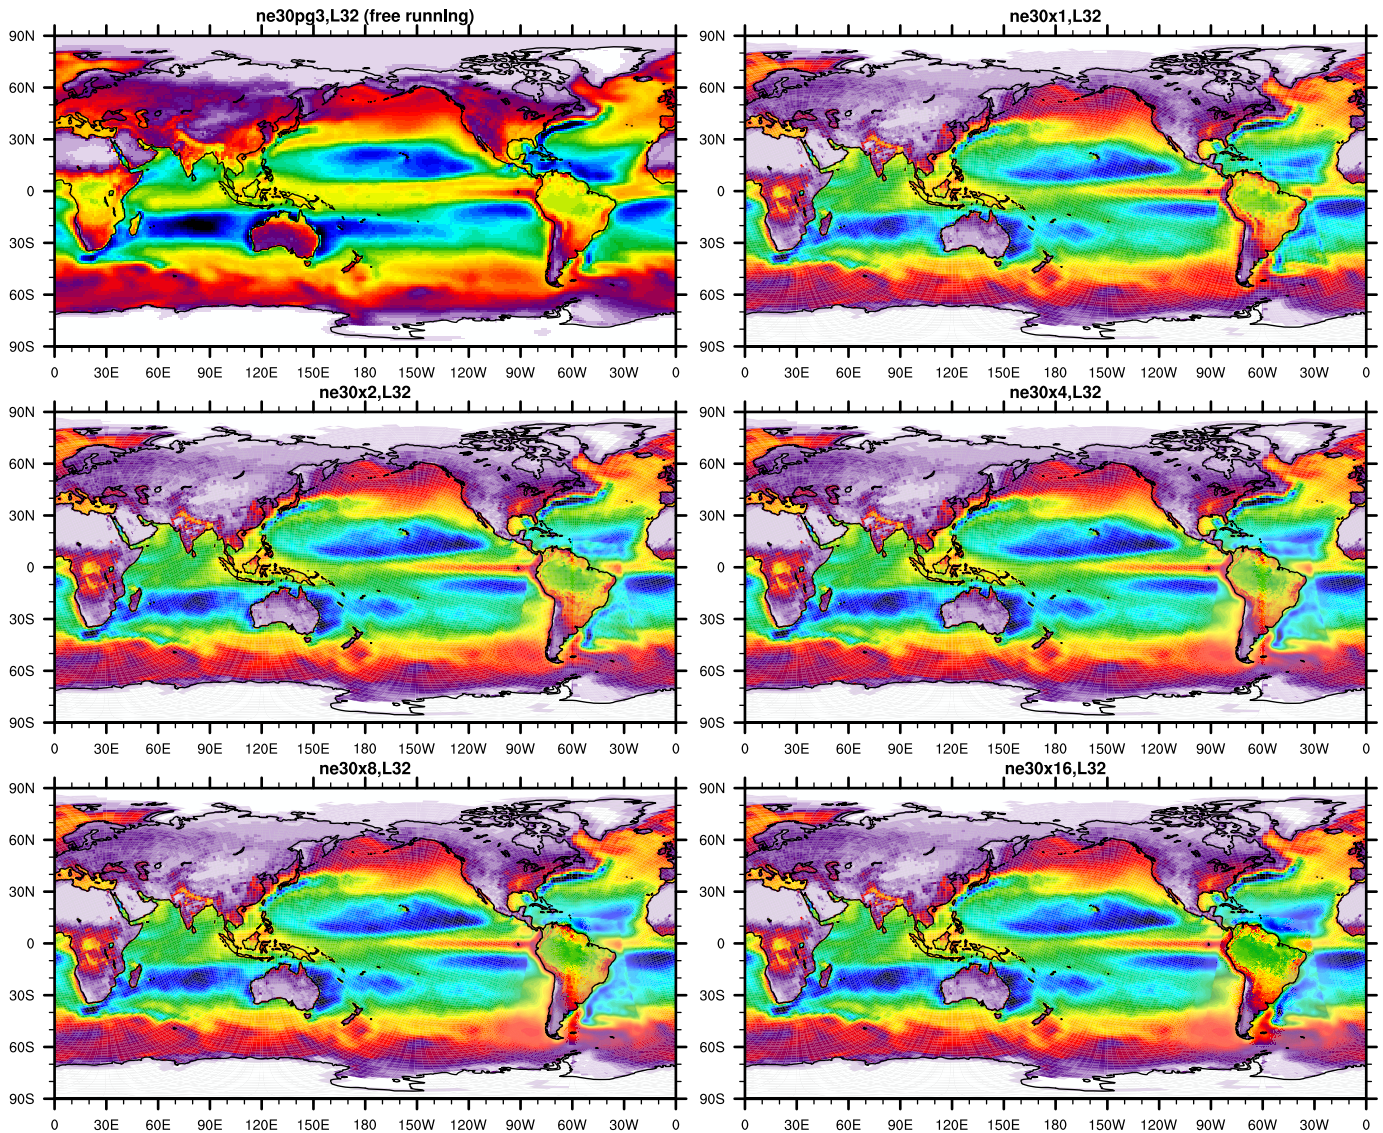 ne30pg3,L32 (free running)
ne30x1,L32
90N 60N 30N 0 30S 60S 90S
90N 60N 30N 0 30S 60S 90S
0 30E 60E 90E 120E 150E 180 150W 120W 90W 60W 30W 0
0 30E 60E 90E 120E 150E 180 150W 120W 90W 60W 30W 0
ne30x2,L32
ne30x4,L32
90N 60N 30N 0 30S 60S 90S
90N 60N 30N 0 30S 60S 90S
0 30E 60E 90E 120E 150E 180 150W 120W 90W 60W 30W 0
0 30E 60E 90E 120E 150E 180 150W 120W 90W 60W 30W 0
ne30x8,L32
ne30x16,L32
90N 60N 30N 0 30S 60S 90S
90N 60N 30N 0 30S 60S 90S
0 30E 60E 90E 120E 150E 180 150W 120W 90W 60W 30W 0
0 30E 60E 90E 120E 150E 180 150W 120W 90W 60W 30W 0